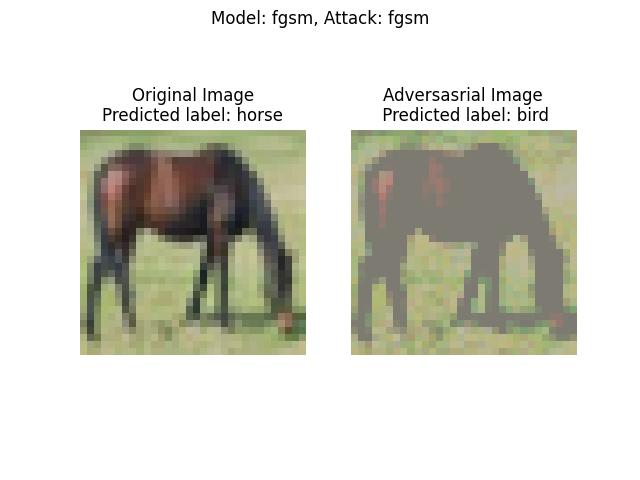 Model: fgsm, Attack: fgsm
Original Image
Predicted label: horse
Adversasrial Image
Predicted label: bird